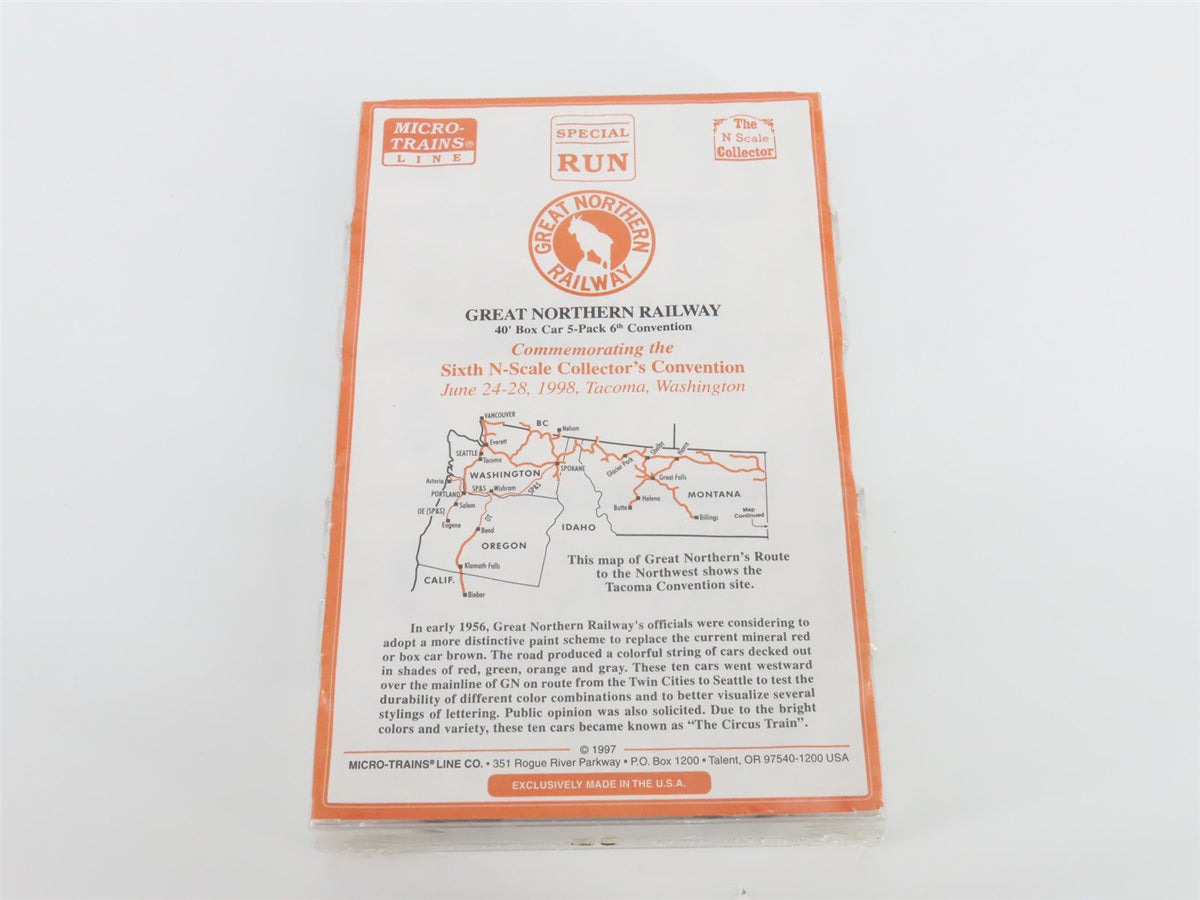 MICRO-
TRAINS®
LINE
SPECIAL
RUN
The
N Scale
Collector
GREAT NORTHERN
RAILWAY
GREAT NORTHERN RAILWAY
40' Box Car 5-Pack 6th Convention
Commemorating the
Sixth N-Scale Collector's Convention
June 24-28, 1998, Tacoma, Washington
VANCOUVER
BC
Nelson
Everett
SEATTLE
Tacoma
WASHINGTON
SPOKANE
Glacier Park
Shelby
Havre
Great Falls
Astoria
PORTLAND
SP&S
Wishram
SP&S
Helena
MONTANA
Butte
Billings
Map
Continued
OE (SP&S)
Salem
Eugene
OT
Bend
IDAHO
OREGON
Klamath Falls
CALIF.
Bieber
This map of Great Northern's Route
to the Northwest shows the
Tacoma Convention site.
In early 1956, Great Northern Railway's officials were considering to
adopt a more distinctive paint scheme to replace the current mineral red
or box car brown. The road produced a colorful string of cars decked out
in shades of red, green, orange and gray. These ten cars went westward
over the mainline of GN on route from the Twin Cities to Seattle to test the
durability of different color combinations and to better visualize several
stylings of lettering. Public opinion was also solicited. Due to the bright
colors and variety, these ten cars became known as “The Circus Train”.
© 1997
MICRO-TRAINS® LINE CO. • 351 Rogue River Parkway • P.O. Box 1200 • Talent, OR 97540-1200 USA
EXCLUSIVELY MADE IN THE U.S.A.